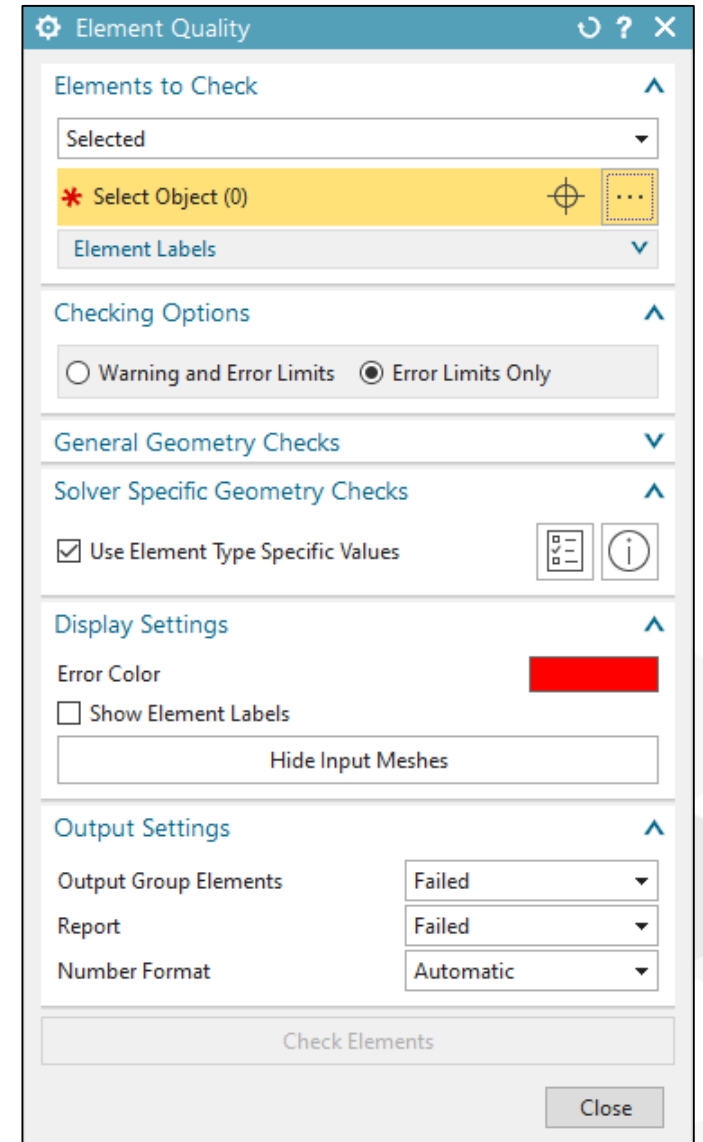 Element Quality ?
Elements to Check
Selected
* Select Object (0) ...
Element Labels
Checking Options
Warning and Error Limits Error Limits Only
General Geometry Checks
Solver Specific Geometry Checks
Use Element Type Specific Values
Display Settings
Error Color
Show Element Labels
Hide Input Meshes
Output Settings
Output Group Elements Failed
Report Failed
Number Format Automatic
Check Elements
Close